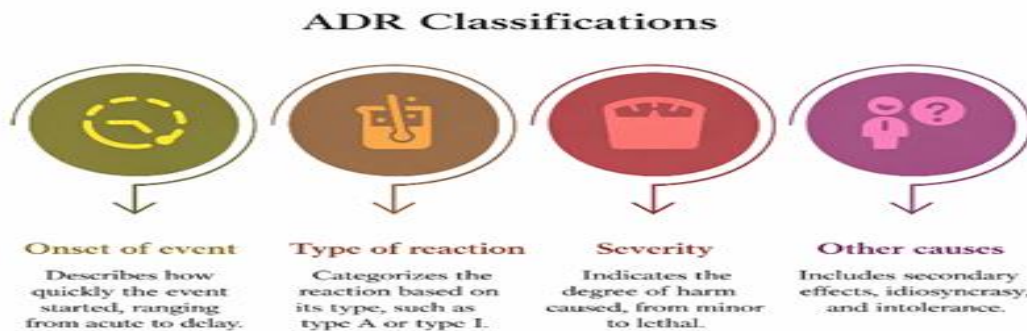 ADR Classifications
Onset of event
Describes how
quickly the event
started, ranging
from acute to delay.
Type of reaction
Categorizes the
reaction based on
its type, such as
type A or type I.
Severity
Indicates the
degree of harm
caused, from minor
to lethal.
Other causes
Includes secondary
effects, idiosyncrasy,
and intolerance.